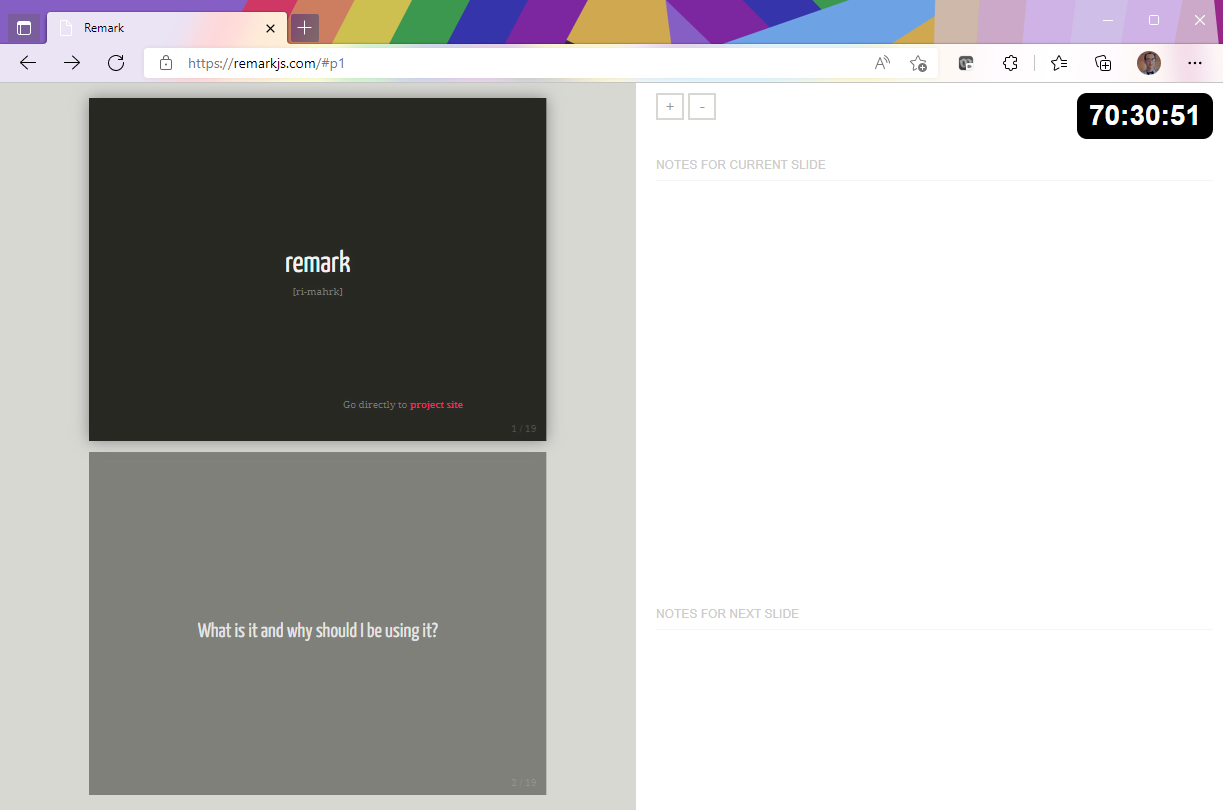 Remark
https://remarkjs.com/#p1
remark
[ri-mahrk]
Go directly to project site
1 / 19
What is it and why should I be using it?
2 / 19
+ -
70:30:51
NOTES FOR CURRENT SLIDE
NOTES FOR NEXT SLIDE